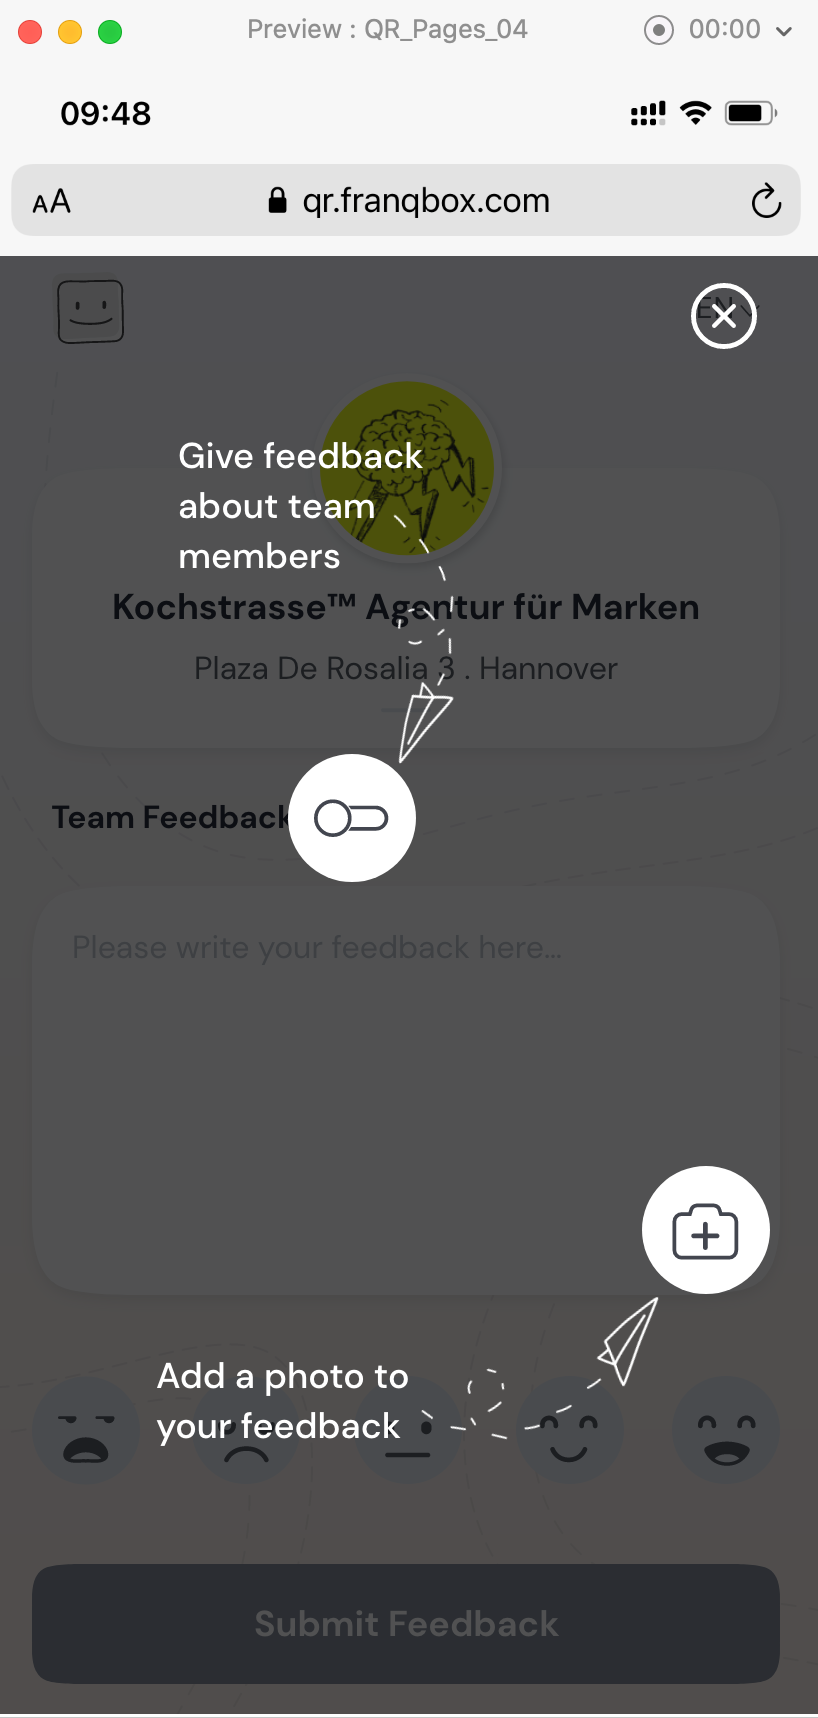 Preview : QR_Pages_04
00:00
09:48
AA
qr.franqbox.com
EN
Give feedback
about team
members
Kochstrasse™ Agentur für Marken
Plaza De Rosalia 3 . Hannover
Team Feedback
Please write your feedback here...
Add a photo to
your feedback
Submit Feedback